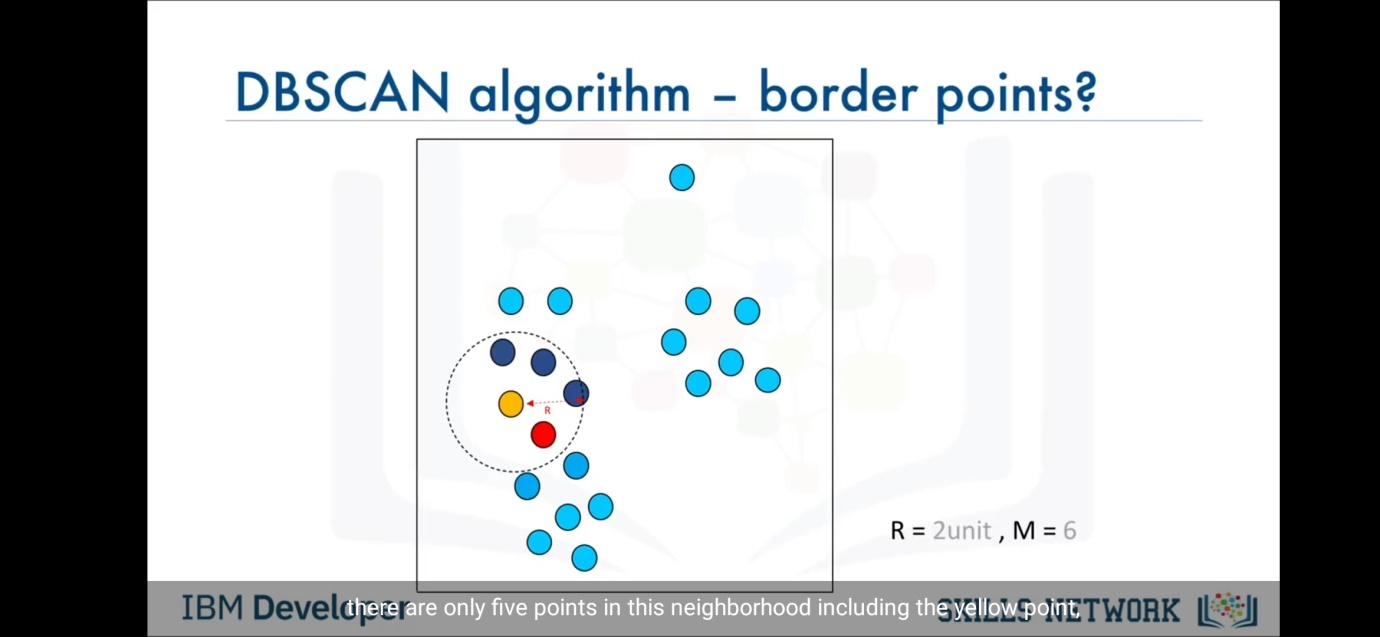 DBSCAN algorithm – border points?
R
R = 2unit , M = 6
IBM Developer
there are only five points in this neighborhood including the yellow point,
SKILLS NETWORK